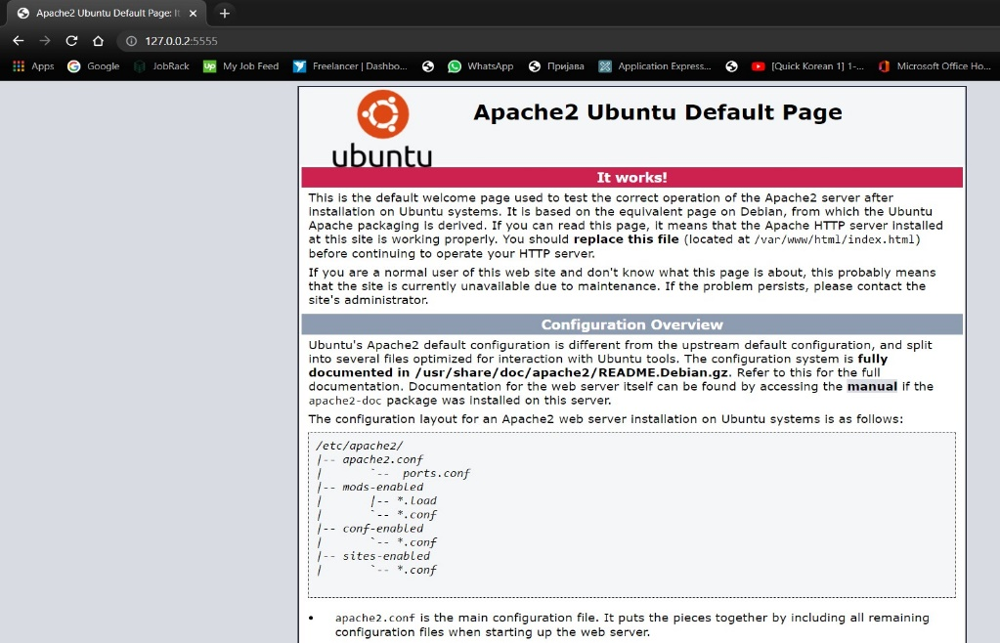 Apache2 Ubuntu Default Page: It
127.0.0.2:5555
Apps Google JobRack My Job Feed Freelancer | Dashbo... WhatsApp Пријава Application Express... [Quick Korean 1] 1-... Microsoft Office Ho...
ubuntu
Apache2 Ubuntu Default Page
It works!
This is the default welcome page used to test the correct operation of the Apache2 server after
installation on Ubuntu systems. It is based on the equivalent page on Debian, from which the Ubuntu
Apache packaging is derived. If you can read this page, it means that the Apache HTTP server installed
at this site is working properly. You should replace this file (located at /var/www/html/index.html)
before continuing to operate your HTTP server.
If you are a normal user of this web site and don't know what this page is about, this probably means
that the site is currently unavailable due to maintenance. If the problem persists, please contact the
site's administrator.
Configuration Overview
Ubuntu's Apache2 default configuration is different from the upstream default configuration, and split
into several files optimized for interaction with Ubuntu tools. The configuration system is fully
documented in /usr/share/doc/apache2/README.Debian.gz. Refer to this for the full
documentation. Documentation for the web server itself can be found by accessing the manual if the
apache2-doc package was installed on this server.
The configuration layout for an Apache2 web server installation on Ubuntu systems is as follows:
/etc/apache2/
|-- apache2.conf
|       `--  ports.conf
|-- mods-enabled
|       |-- *.load
|       `-- *.conf
|-- conf-enabled
|       `-- *.conf
|-- sites-enabled
|       `-- *.conf
• apache2.conf is the main configuration file. It puts the pieces together by including all remaining
configuration files when starting up the web server.